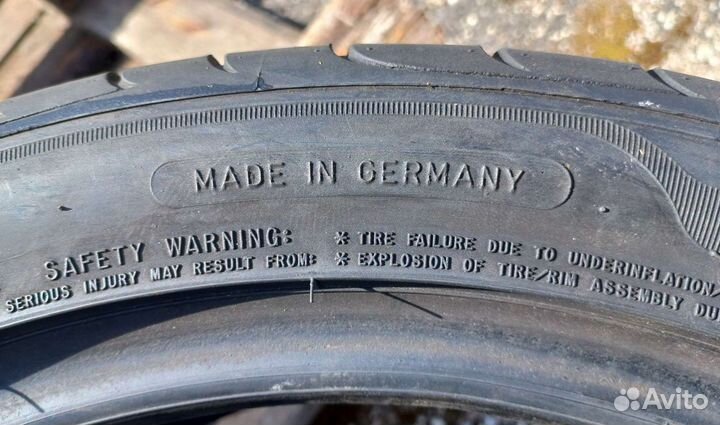 MADE IN GERMANY
SAFETY WARNING: * TIRE FAILURE DUE TO UNDERINFLATION/
SERIOUS INJURY MAY RESULT FROM: * EXPLOSION OF TIRE/RIM ASSEMBLY DU
Avito